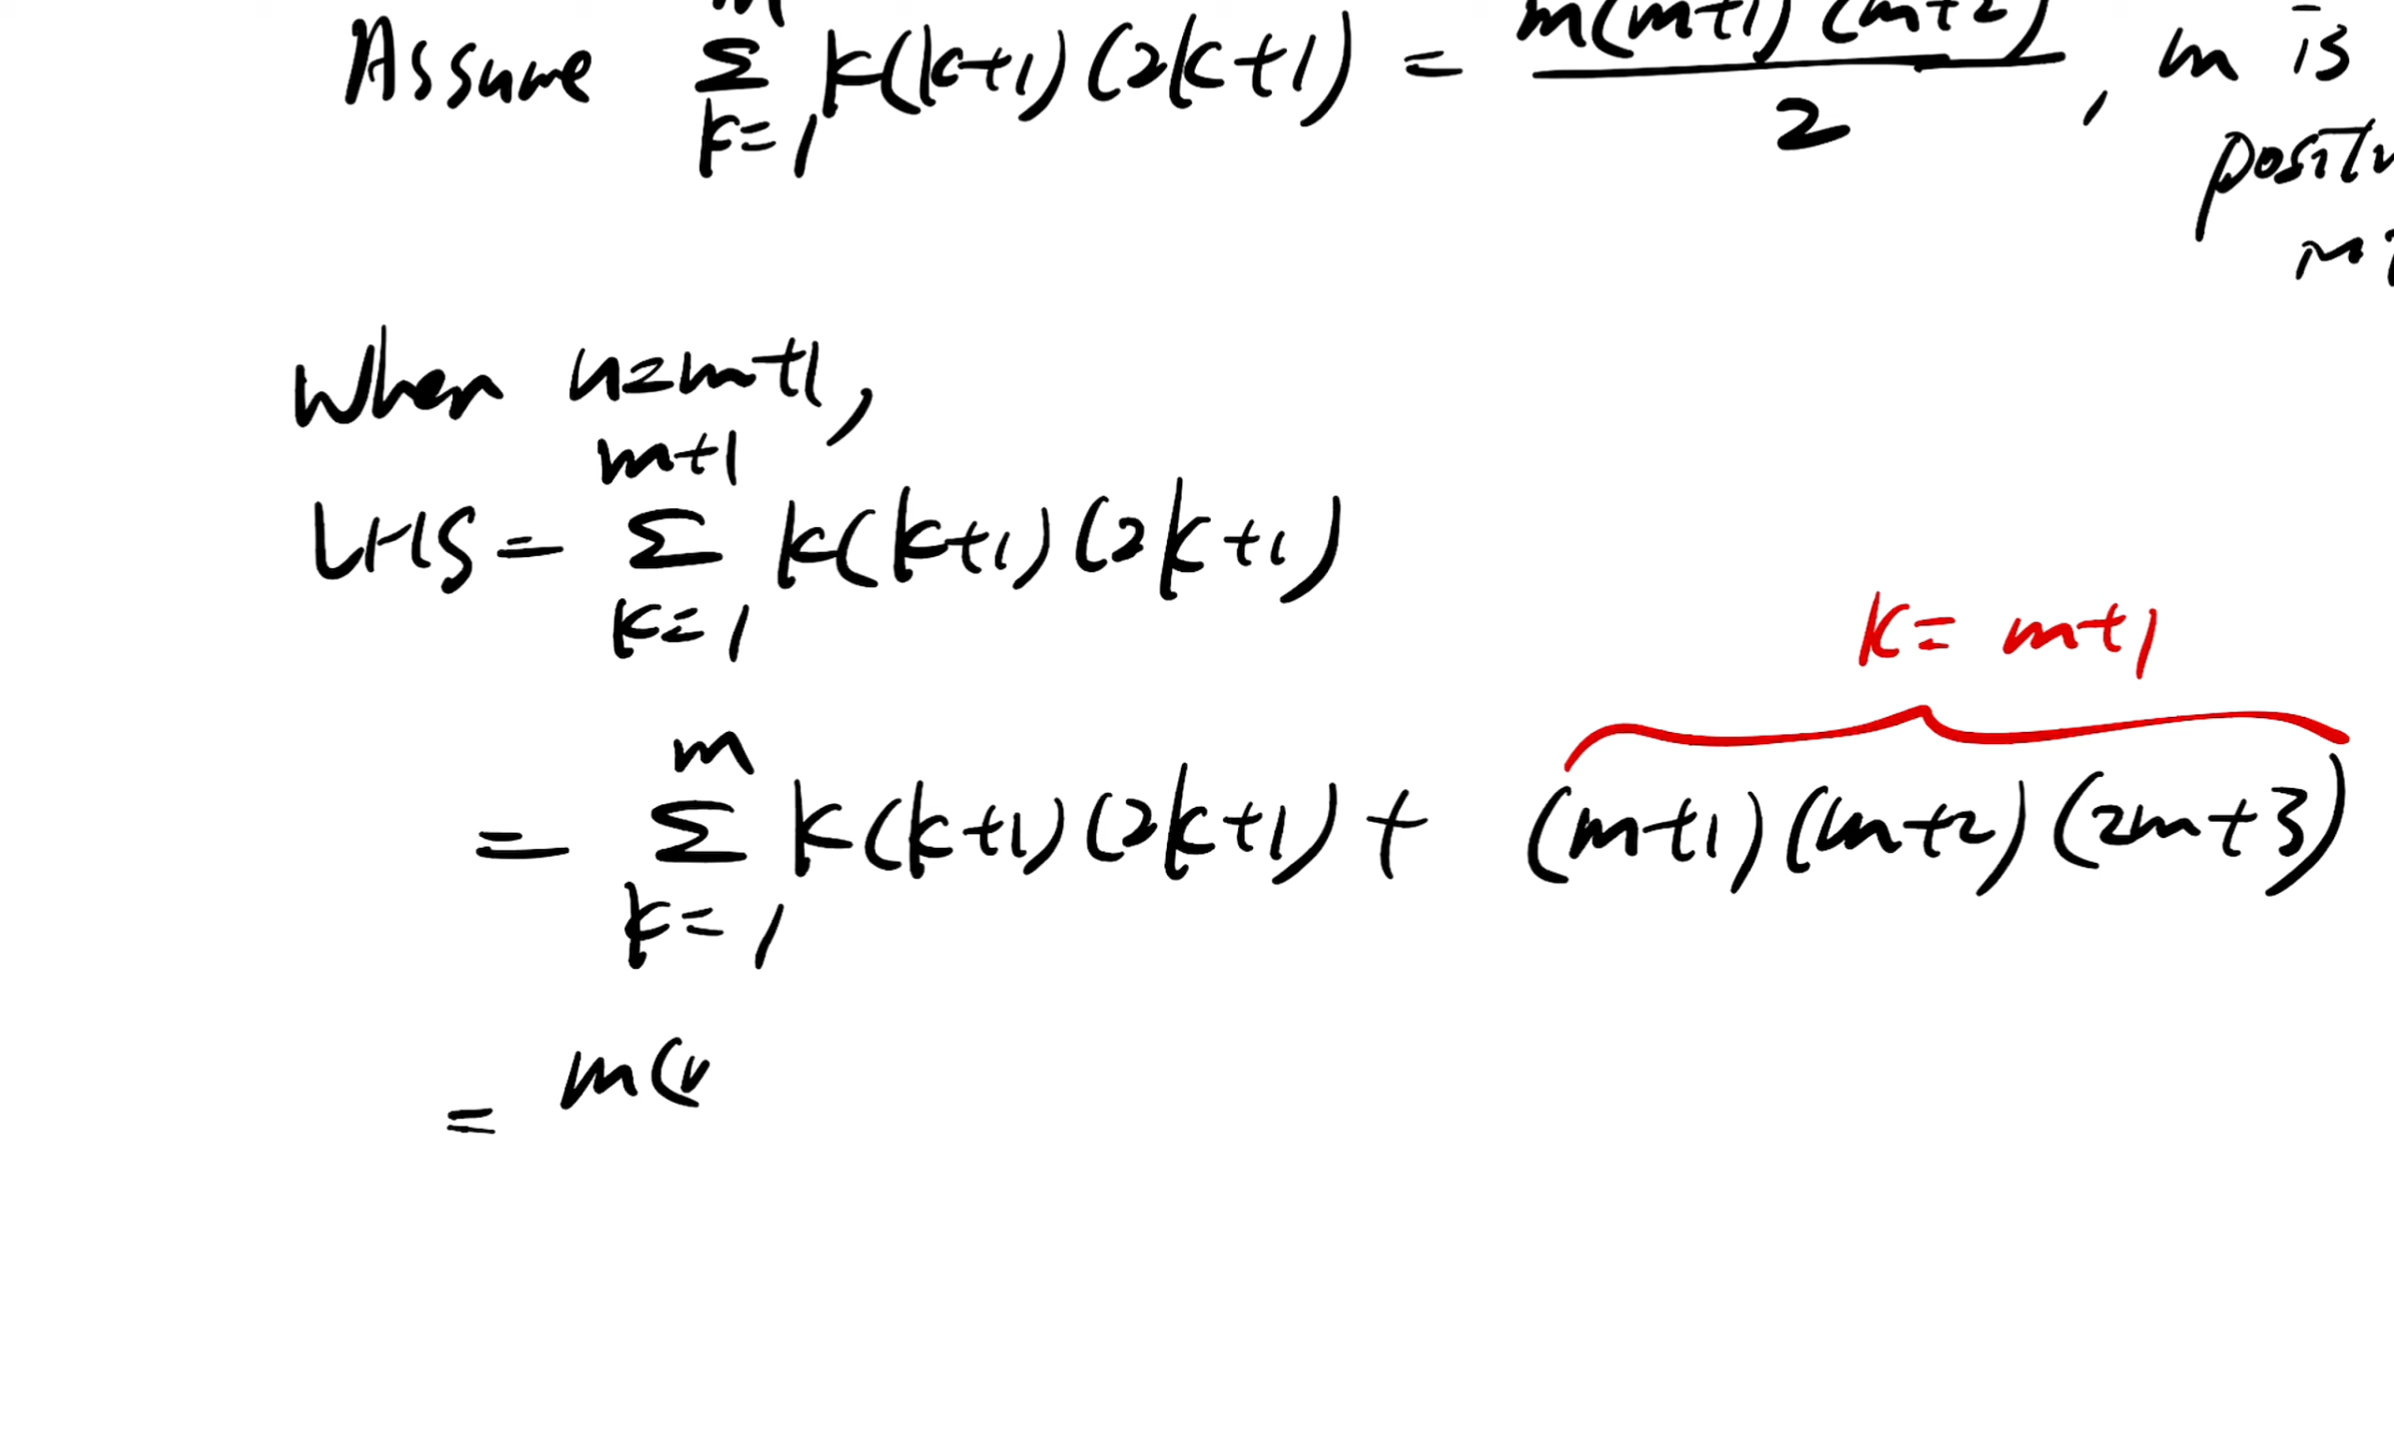 Assume m Σ k=1 k(k+1)(2k+1) = m(m+1)(m+2) / 2 , m is
positiv
When n=m+1,
LHS = m+1 Σ k=1 k(k+1)(2k+1)
k = m+1
= m Σ k=1 k(k+1)(2k+1) + (m+1)(m+2)(2m+3)
= m(